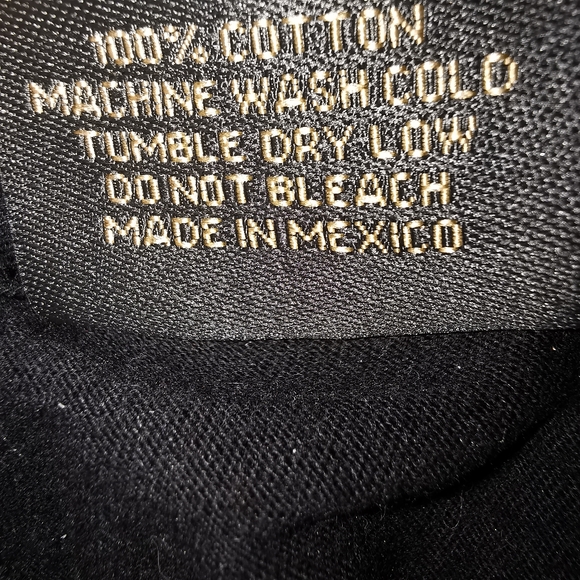 100% COTTON
MACHINE WASH COLD
TUMBLE DRY LOW
DO NOT BLEACH
MADE IN MEXICO